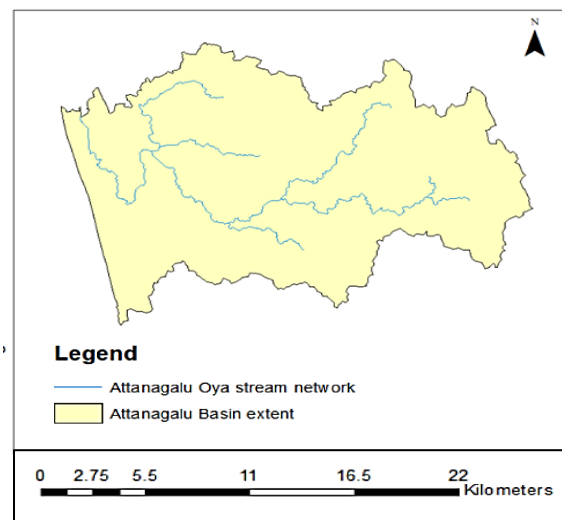 N
Legend
Attanagalu Oya stream network
Attanagalu Basin extent
0 2.75 5.5 11 16.5 22
Kilometers